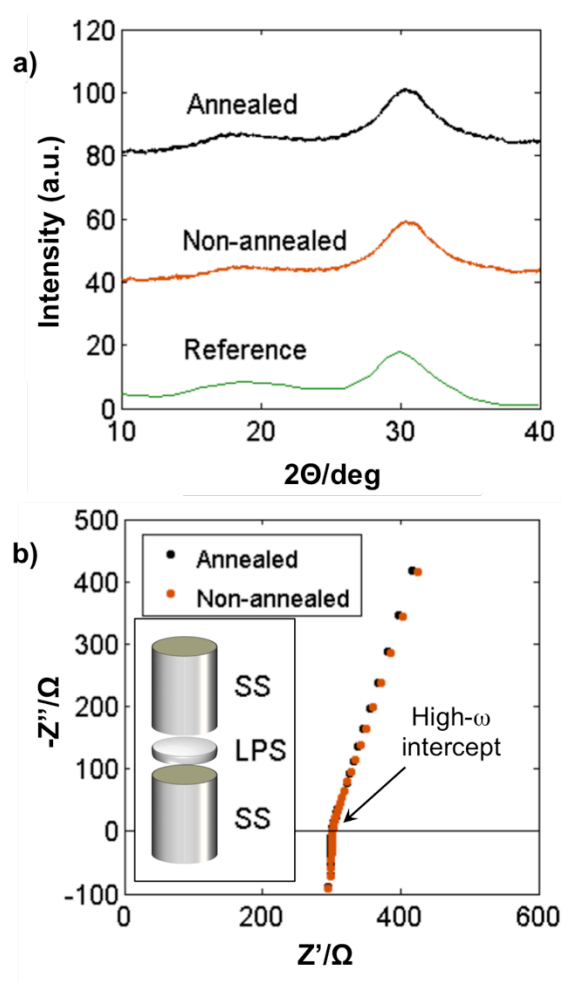 a)
120
100
80
60
40
20
0
Intensity (a.u.)
Annealed
Non-annealed
Reference
10
20
30
40
2Θ/deg
b)
500
400
300
200
100
0
-100
-Z”/Ω
Annealed
Non-annealed
SS
LPS
SS
High-ω
intercept
0
200
400
600
Z’/Ω